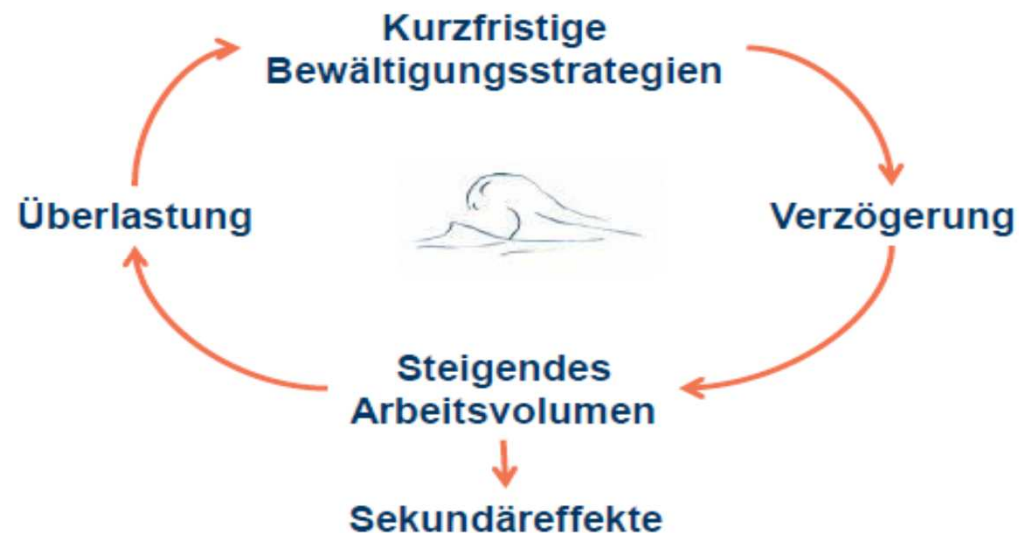 Kurzfristige
Bewältigungsstrategien
Überlastung
Verzögerung
Steigendes
Arbeitsvolumen
Sekundäreffekte